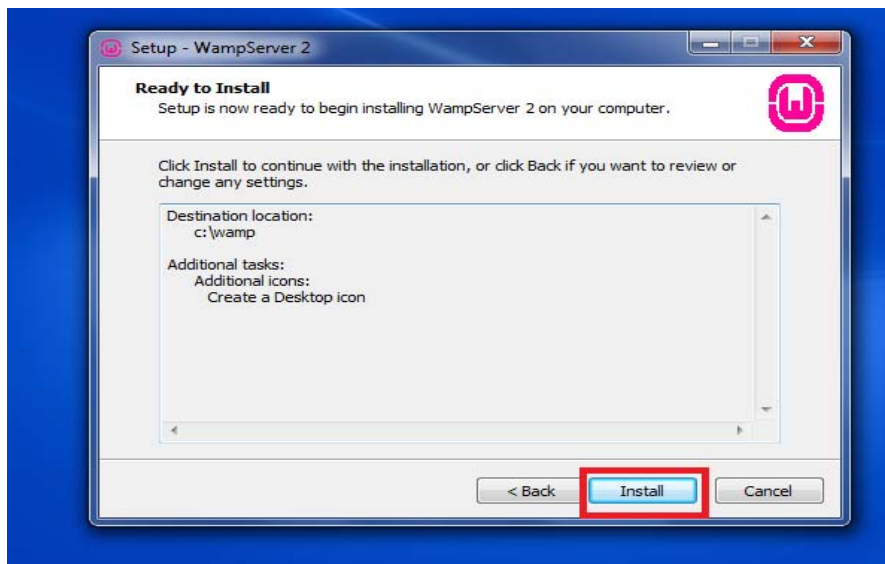 Setup - WampServer 2
Ready to Install
Setup is now ready to begin installing WampServer 2 on your computer.
Click Install to continue with the installation, or click Back if you want to review or
change any settings.
Destination location:
c:\wamp
Additional tasks:
Additional icons:
Create a Desktop icon
< Back Install Cancel